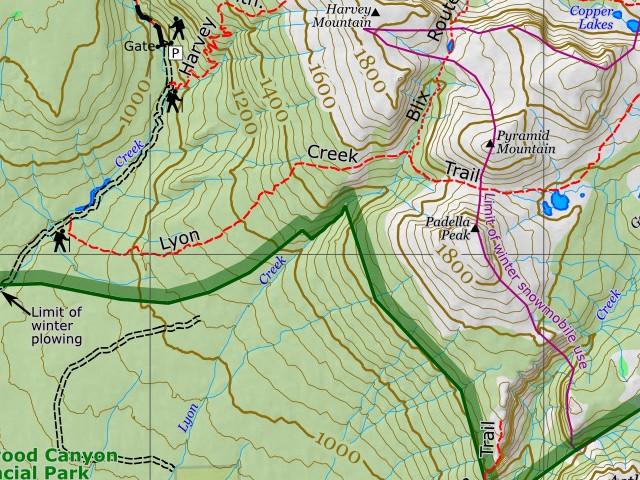 Harvey
Mountain
Route
Copper
Lakes
Gate
P
Harvey
1000
1200
1400
1600
1800
Blix
Creek
Pyramid
Mountain
Creek
Trail
Padella
Peak
1800
Lyon
Creek
Limit of winter snowmobile use
Creek
Limit of
winter
plowing
Lyon
1000
Trail
ood Canyon
cial Park